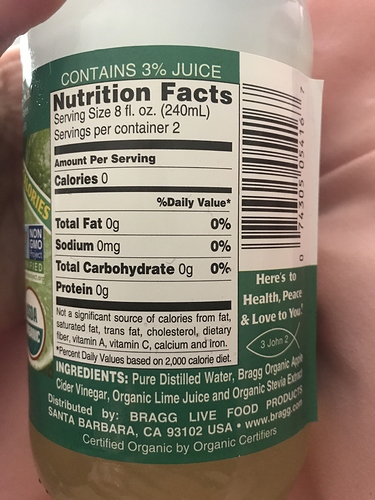 CONTAINS 3% JUICE
Nutrition Facts
Serving Size 8 fl. oz. (240mL)
Servings per container 2
Amount Per Serving
Calories 0
%Daily Value*
Total Fat 0g 0%
Sodium 0mg 0%
Total Carbohydrate 0g 0%
Protein 0g
Not a significant source of calories from fat,
saturated fat, trans fat, cholesterol, dietary
fiber, vitamin A, vitamin C, calcium and iron.
*Percent Daily Values based on 2,000 calorie diet.
INGREDIENTS: Pure Distilled Water, Bragg Organic Apple
Cider Vinegar, Organic Lime Juice and Organic Stevia Extract
Distributed by: BRAGG LIVE FOOD PRODUCTS
SANTA BARBARA, CA 93102 USA • www.bragg.com
Certified Organic by Organic Certifiers
0 74305 05416 7
Here's to
Health, Peace
& Love to You!
3 John 2
NON
GMO
Project